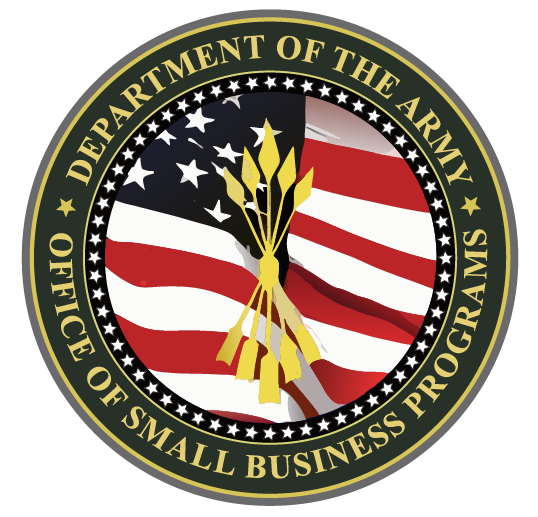 DEPARTMENT OF THE ARMY
OFFICE OF SMALL BUSINESS PROGRAMS